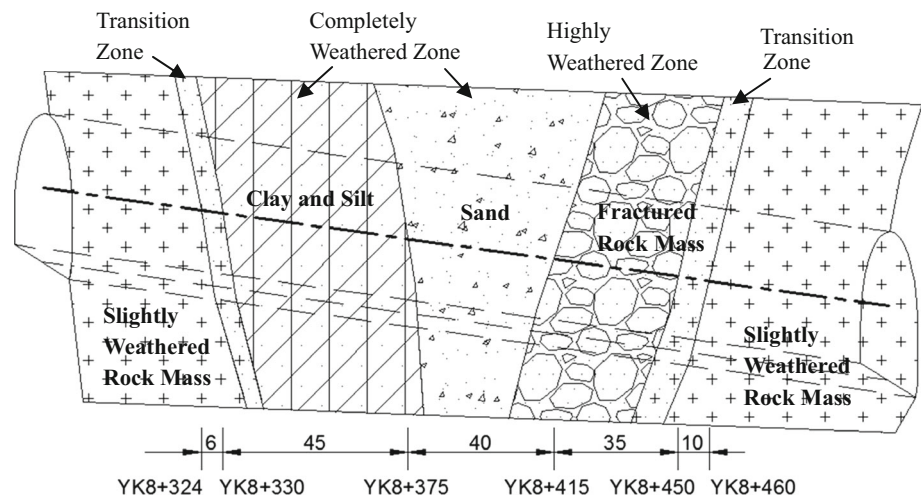 Transition
Zone
Completely
Weathered Zone
Highly
Weathered Zone
Transition
Zone
Clay and Silt
Sand
Fractured
Rock Mass
Slightly
Weathered
Rock Mass
Slightly
Weathered
Rock Mass
6 45 40 35 10
YK8+324 YK8+330 YK8+375 YK8+415 YK8+450 YK8+460